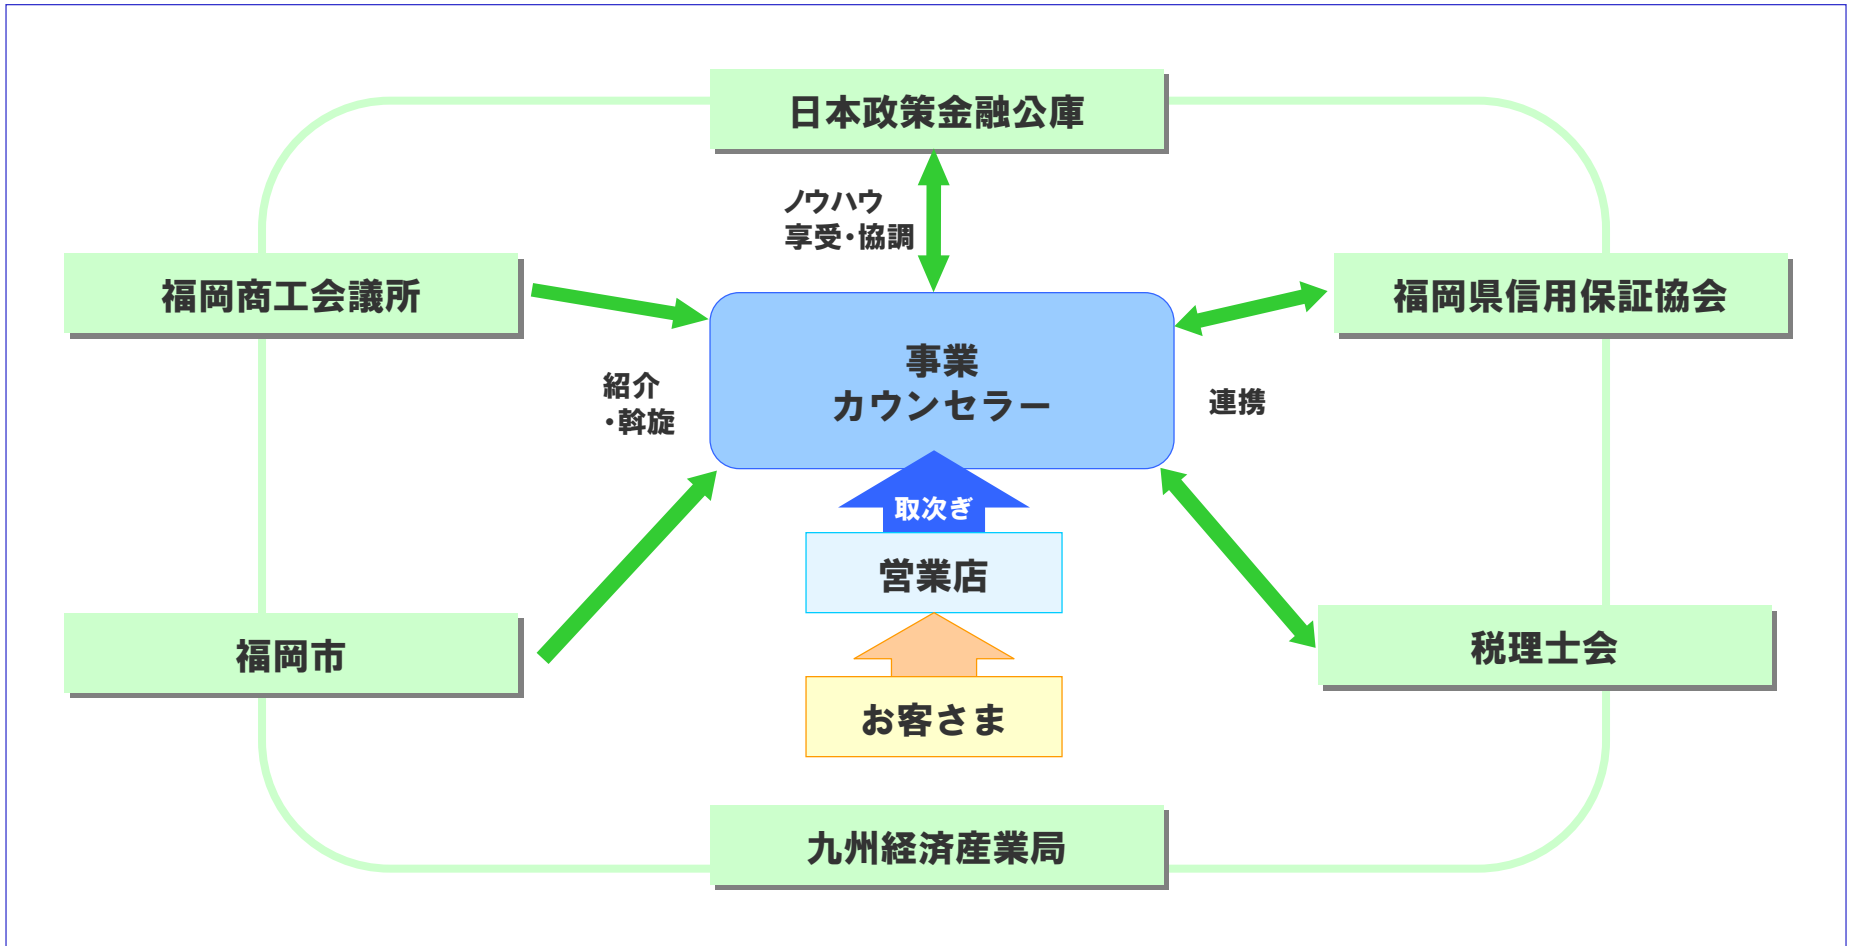 日本政策金融公庫
ノウハウ
享受・協調
福岡商工会議所
福岡県信用保証協会
事業
カウンセラー
紹介
・斡旋
連携
取次ぎ
営業店
福岡市
税理士会
お客さま
九州経済産業局